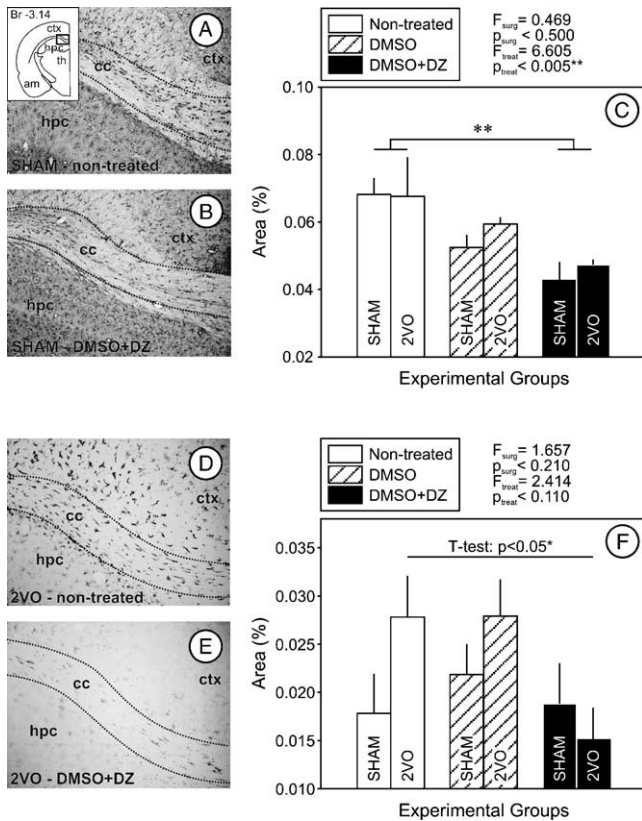 Br -3.14
ctx
hpc
th
am
A
cc
ctx
hpc
SHAM - non-treated
B
cc
ctx
hpc
SHAM - DMSO+DZ
Non-treated
DMSO
DMSO+DZ
Fsurg= 0.469
psurg< 0.500
Ftreat= 6.605
ptreat< 0.005**
C
**
0.10
0.08
0.06
0.04
0.02
Area (%)
SHAM
2VO
SHAM
2VO
SHAM
2VO
Experimental Groups
D
cc
ctx
hpc
2VO - non-treated
E
cc
ctx
hpc
2VO - DMSO+DZ
Non-treated
DMSO
DMSO+DZ
Fsurg= 1.657
psurg< 0.210
Ftreat= 2.414
ptreat< 0.110
F
T-test: p<0.05*
0.035
0.030
0.025
0.020
0.015
0.010
Area (%)
SHAM
2VO
SHAM
2VO
SHAM
2VO
Experimental Groups